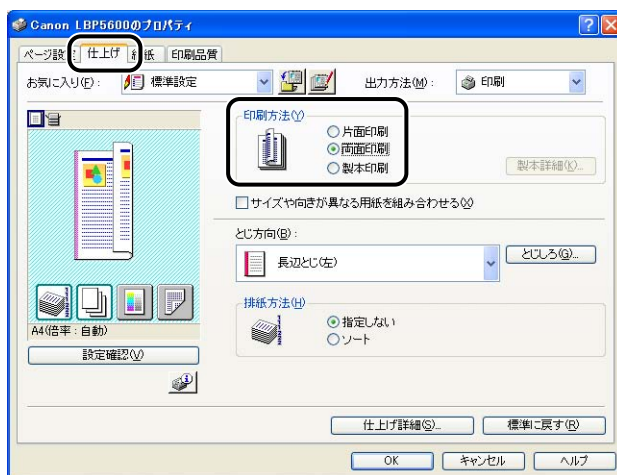 Canon LBP5600のプロパティ
ページ設定 仕上げ 給紙 印刷品質
お気に入り(F): 標準設定 出力方法(M): 印刷
印刷方法(Y)
片面印刷
両面印刷
製本印刷
製本詳細(K)...
サイズや向きが異なる用紙を組み合わせる(X)
とじ方向(B):
長辺とじ(左)
とじしろ(G)...
排紙方法(H)
指定しない
ソート
A4(倍率:自動)
設定確認(V)
仕上げ詳細(S)... 標準に戻す(R)
OK キャンセル ヘルプ